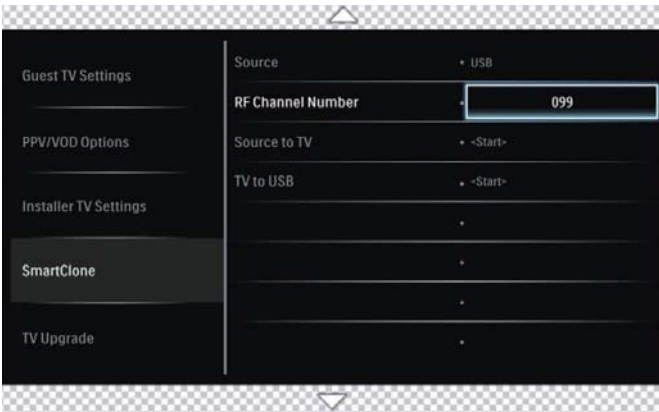 Guest TV Settings
PPV/VOD Options
Installer TV Settings
SmartClone
TV Upgrade
Source • USB
RF Channel Number • 099
Source to TV • <Start>
TV to USB • <Start>